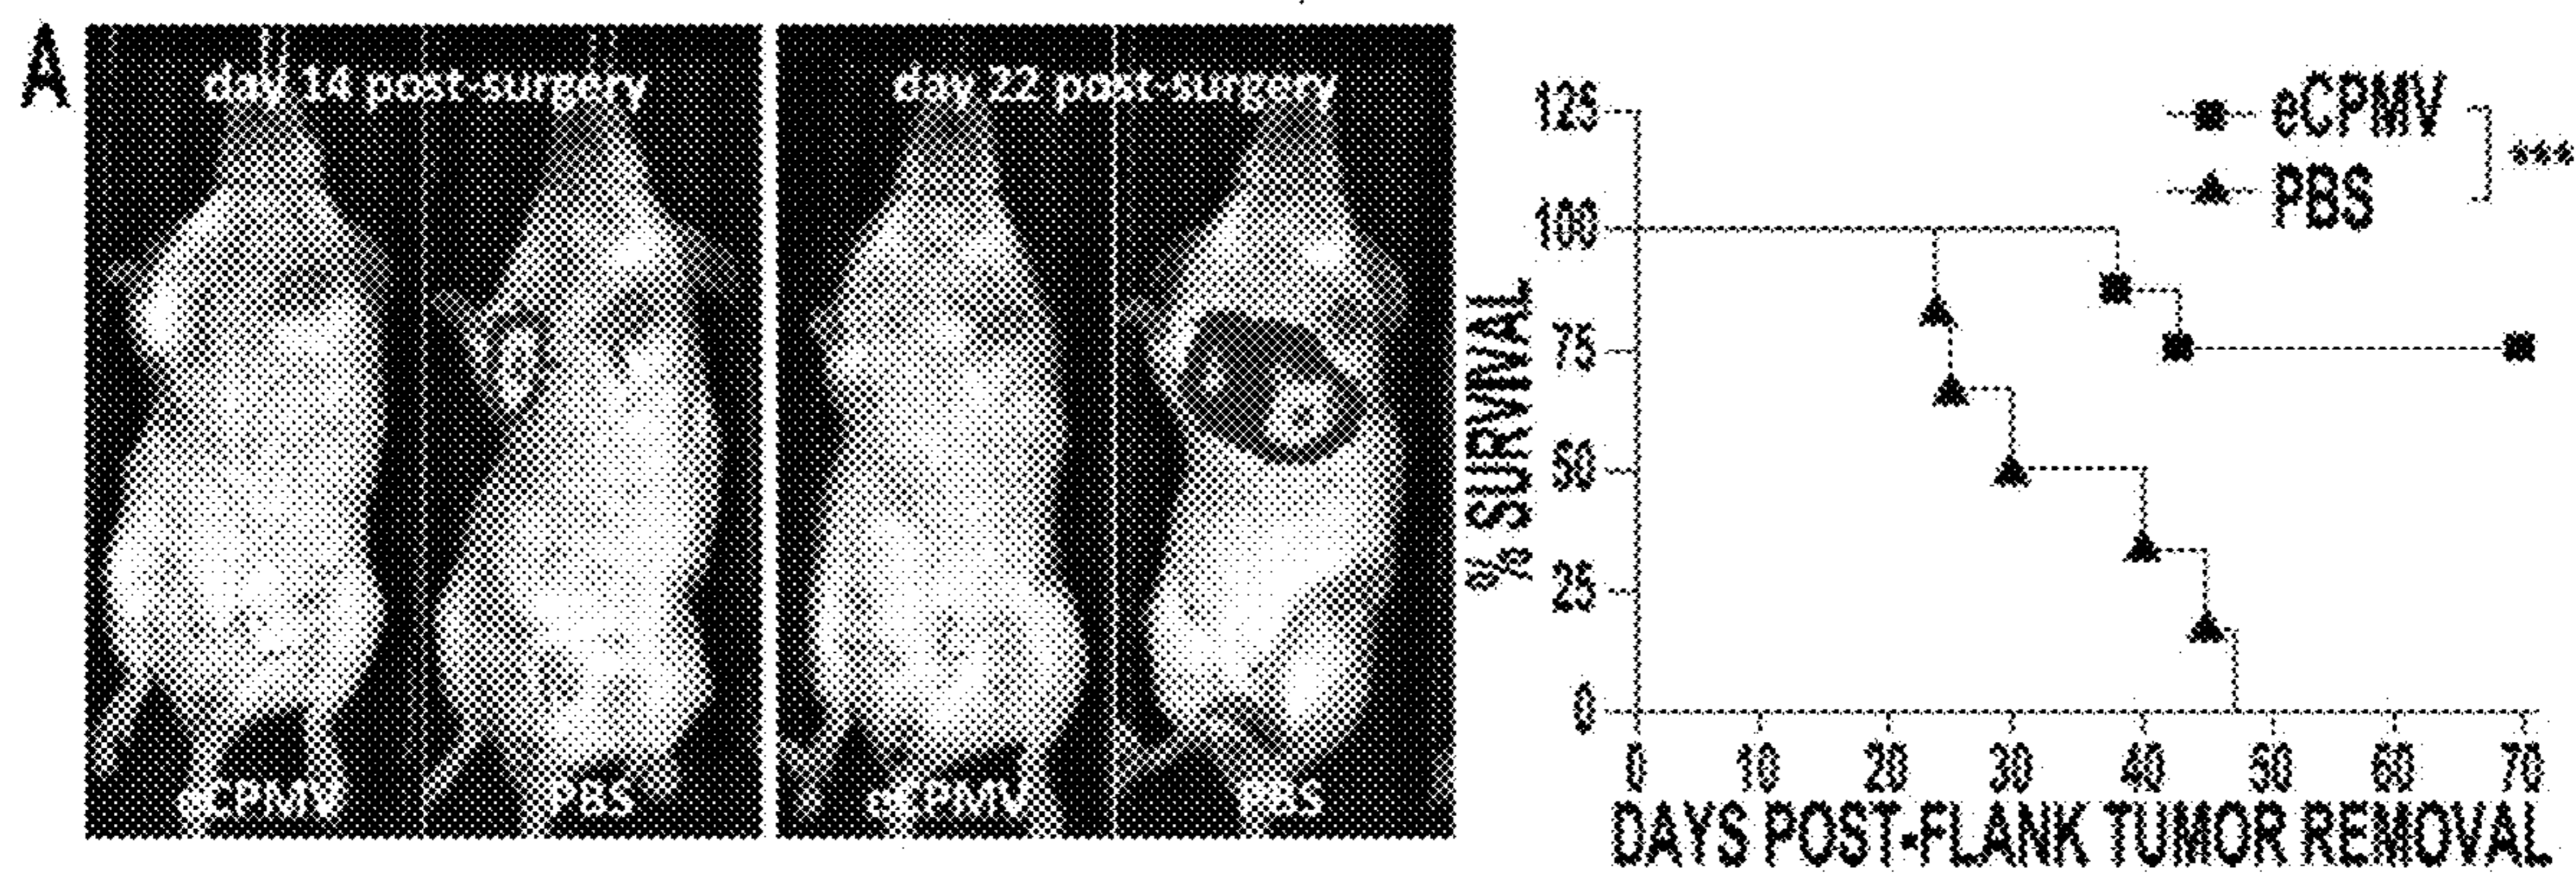 A
day 14 post-surgery
day 22 post-surgery
eCPMV
PBS
eCPMV
PBS
125
100
75
50
25
0
% SURVIVAL
0 10 20 30 40 50 60 70
DAYS POST-FLANK TUMOR REMOVAL
eCPMV
PBS
***